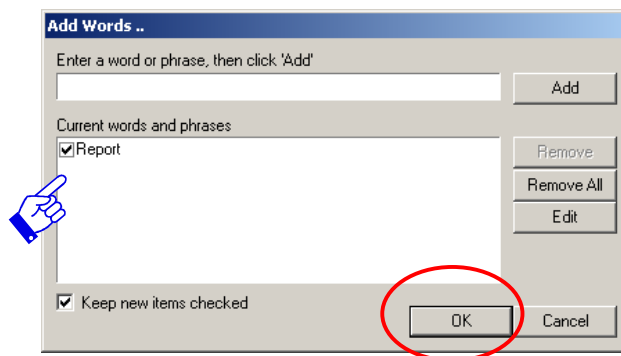 Add Words ..
Enter a word or phrase, then click 'Add'
Add
Current words and phrases
Report
Remove
Remove All
Edit
Keep new items checked
OK
Cancel